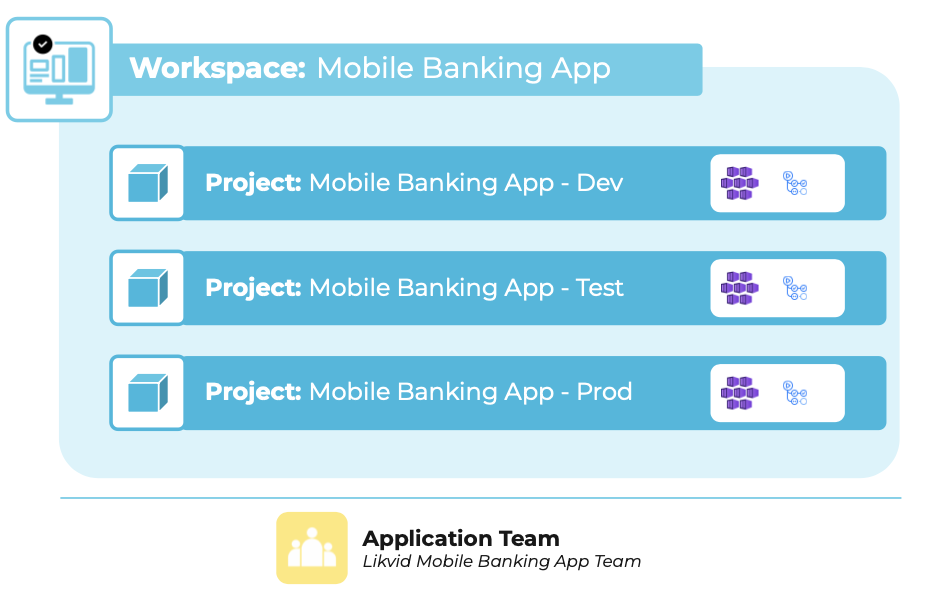 Workspace: Mobile Banking App
Project: Mobile Banking App - Dev
Project: Mobile Banking App - Test
Project: Mobile Banking App - Prod
Application Team
Likvid Mobile Banking App Team